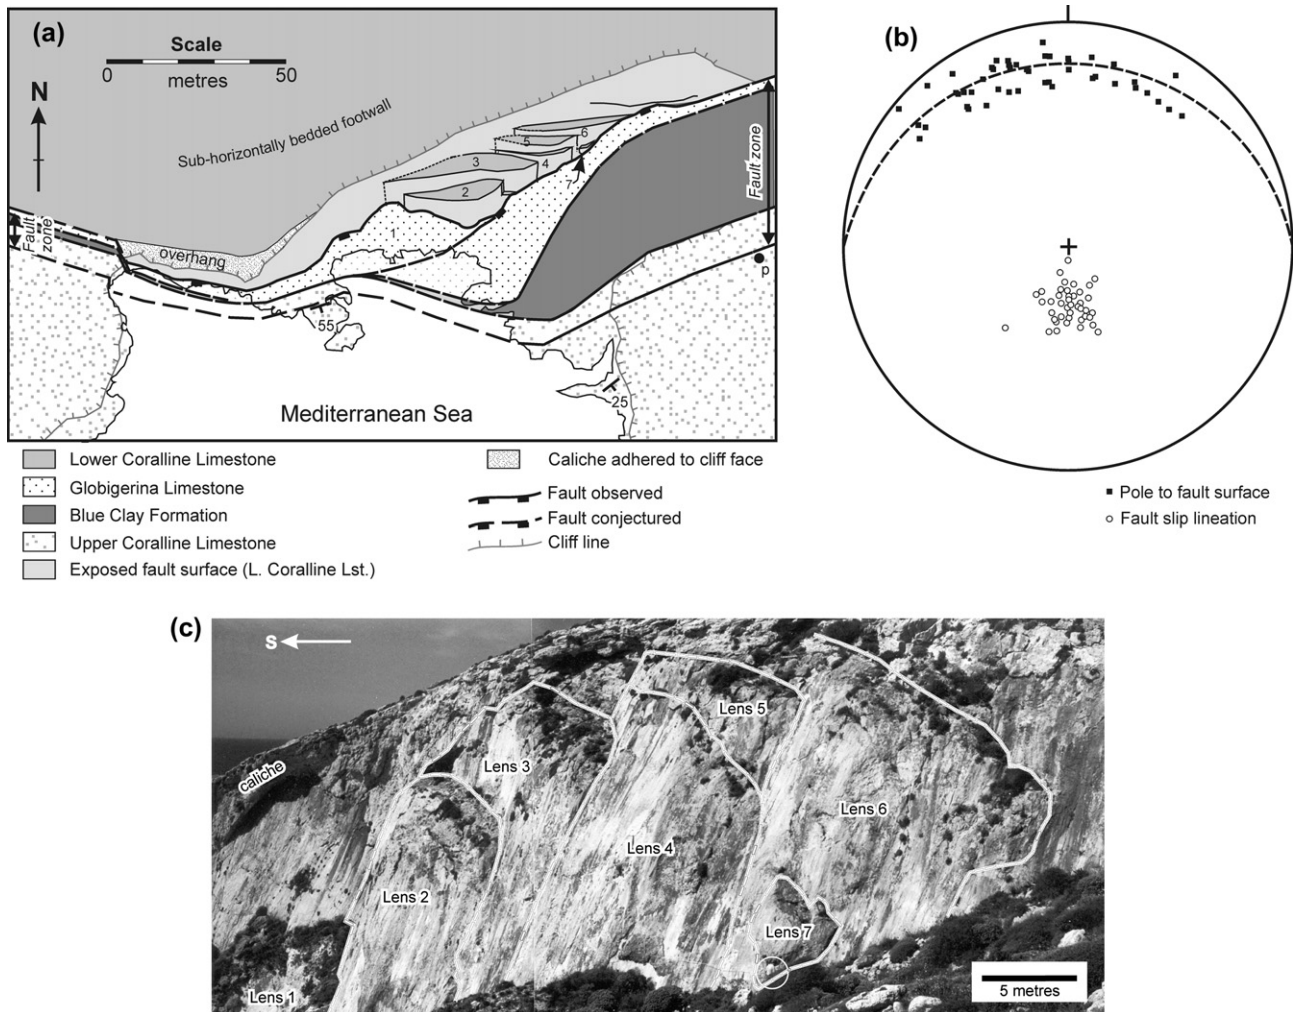 (a)
Scale
0 50
metres
N
Sub-horizontally bedded footwall
Fault zone
overhang
1
2
3
4
5
6
7
Fault zone
p
55
25
Mediterranean Sea
Lower Coralline Limestone
Globigerina Limestone
Blue Clay Formation
Upper Coralline Limestone
Exposed fault surface (L. Coralline Lst.)
Caliche adhered to cliff face
Fault observed
Fault conjectured
Cliff line
(b)
Pole to fault surface
Fault slip lineation
(c)
S
caliche
Lens 1
Lens 2
Lens 3
Lens 4
Lens 5
Lens 6
Lens 7
5 metres